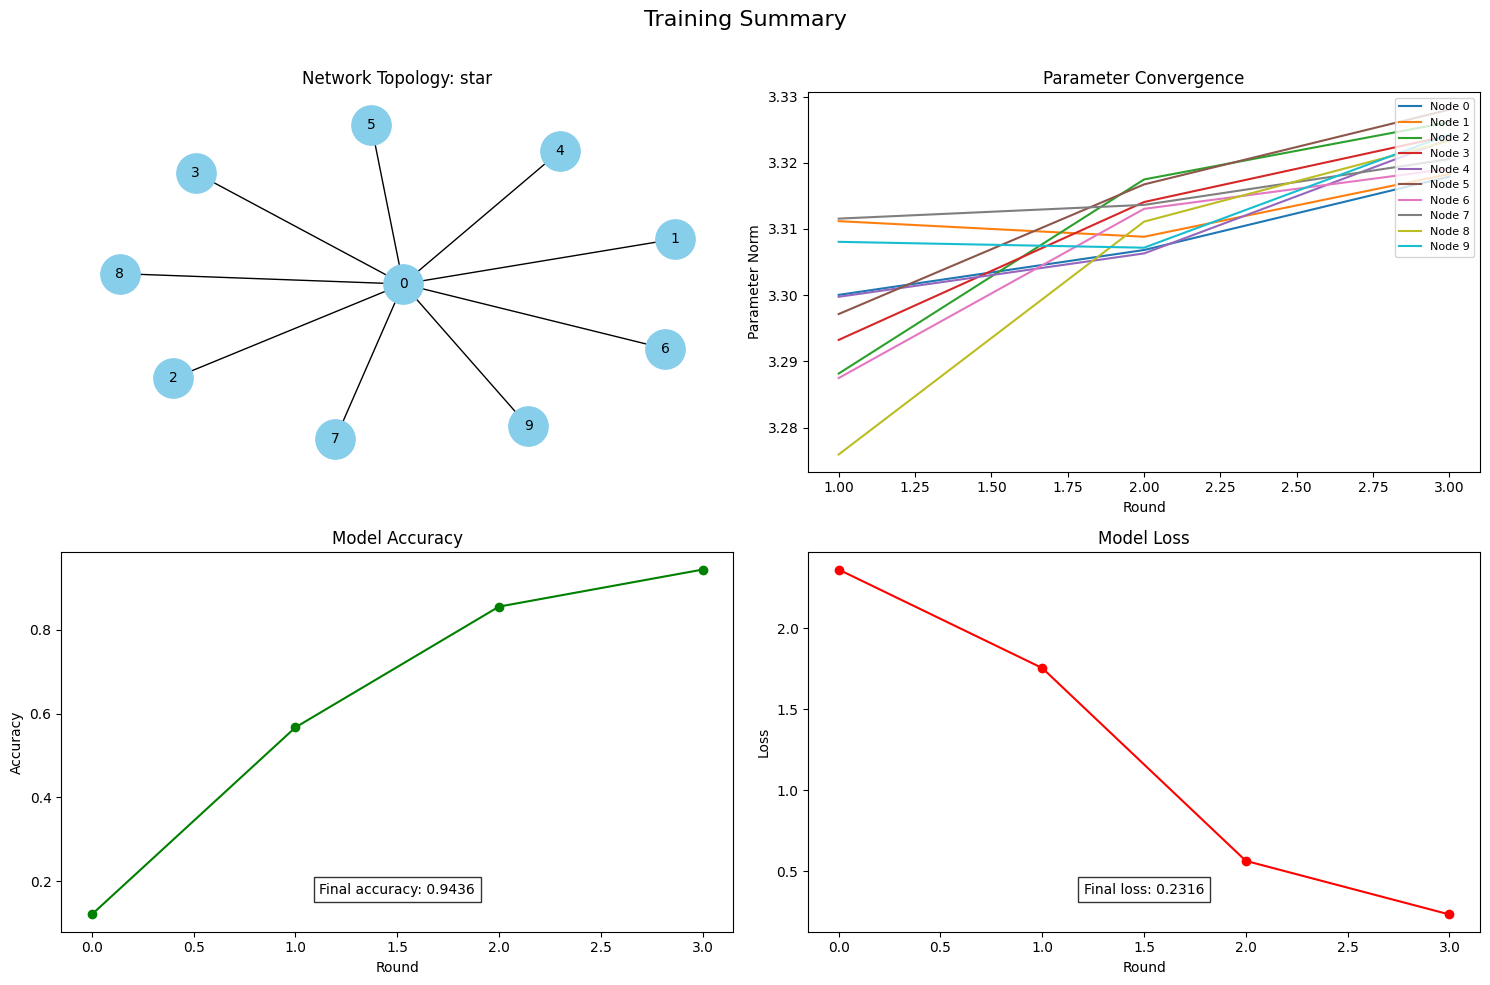 Training Summary
Network Topology: star
5
4
3
1
8
0
6
2
9
7
Parameter Convergence
3.33
3.32
3.31
3.30
3.29
3.28
Parameter Norm
Node 0
Node 1
Node 2
Node 3
Node 4
Node 5
Node 6
Node 7
Node 8
Node 9
1.00 1.25 1.50 1.75 2.00 2.25 2.50 2.75 3.00
Round
Model Accuracy
0.8
0.6
0.4
0.2
Accuracy
Final accuracy: 0.9436
0.0 0.5 1.0 1.5 2.0 2.5 3.0
Round
Model Loss
2.0
1.5
1.0
0.5
Loss
Final loss: 0.2316
0.0 0.5 1.0 1.5 2.0 2.5 3.0
Round